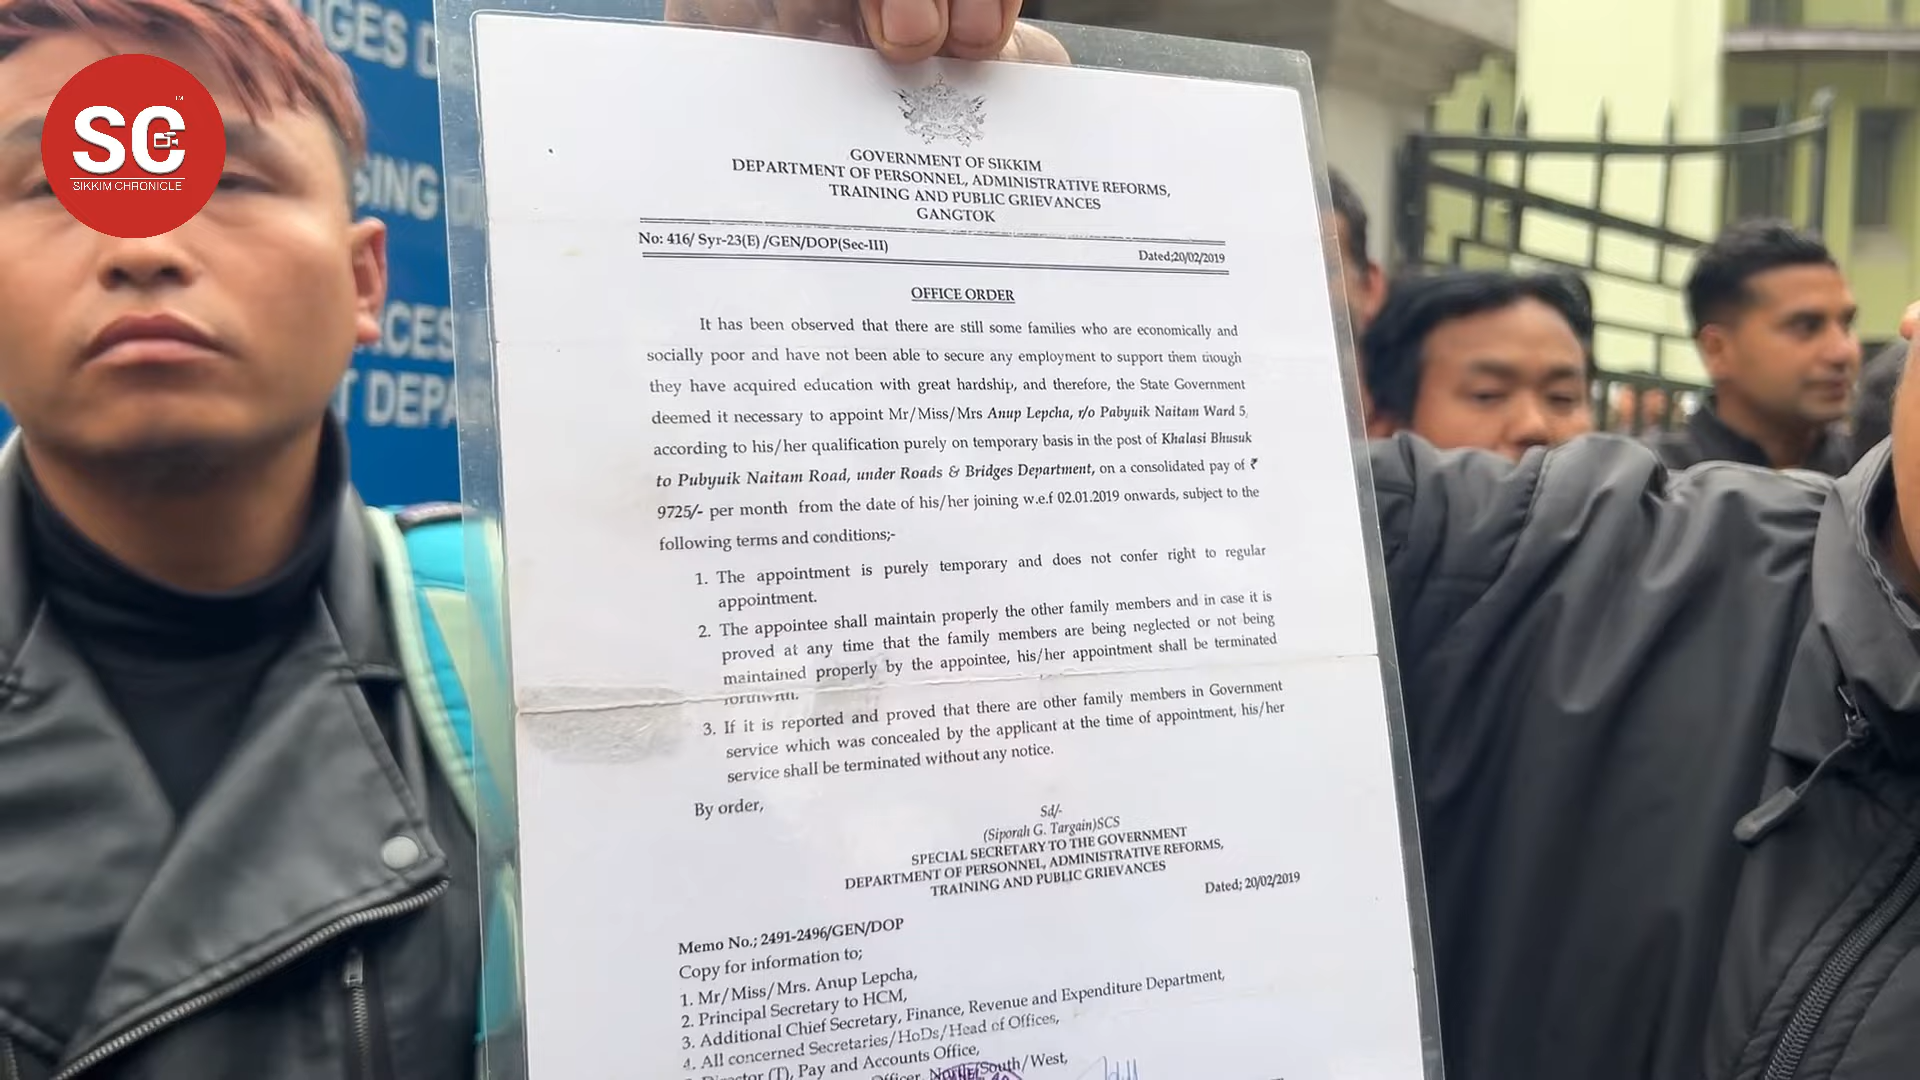 SC
™
SIKKIM CHRONICLE
GOVERNMENT OF SIKKIM
DEPARTMENT OF PERSONNEL, ADMINISTRATIVE REFORMS,
TRAINING AND PUBLIC GRIEVANCES
GANGTOK
No: 416/ Syr-23(E) /GEN/DOP(Sec-III)
Dated;20/02/2019
OFFICE ORDER
It has been observed that there are still some families who are economically and
socially poor and have not been able to secure any employment to support them though
they have acquired education with great hardship, and therefore, the State Government
deemed it necessary to appoint Mr/Miss/Mrs Anup Lepcha, r/o Pabyuik Naitam Ward 5,
according to his/her qualification purely on temporary basis in the post of Khalasi Bhusuk
to Pubyuik Naitam Road, under Roads & Bridges Department, on a consolidated pay of ₹
9725/- per month from the date of his/her joining w.e.f 02.01.2019 onwards, subject to the
following terms and conditions;-
1. The appointment is purely temporary and does not confer right to regular
appointment.
2. The appointee shall maintain properly the other family members and in case it is
proved at any time that the family members are being neglected or not being
maintained properly by the appointee, his/her appointment shall be terminated
forthwith.
3. If it is reported and proved that there are other family members in Government
service which was concealed by the applicant at the time of appointment, his/her
service shall be terminated without any notice.
By order,
Sd/-
(Siporah G. Targain)SCS
SPECIAL SECRETARY TO THE GOVERNMENT
DEPARTMENT OF PERSONNEL, ADMINISTRATIVE REFORMS,
TRAINING AND PUBLIC GRIEVANCES
Dated; 20/02/2019
Memo No.; 2491-2496/GEN/DOP
Copy for information to;
1. Mr/Miss/Mrs. Anup Lepcha,
2. Principal Secretary to HCM,
3. Additional Chief Secretary, Finance, Revenue and Expenditure Department,
4. All concerned Secretaries/HoDs/Head of Offices,
(T), Pay and Accounts Office,
North/South/West,